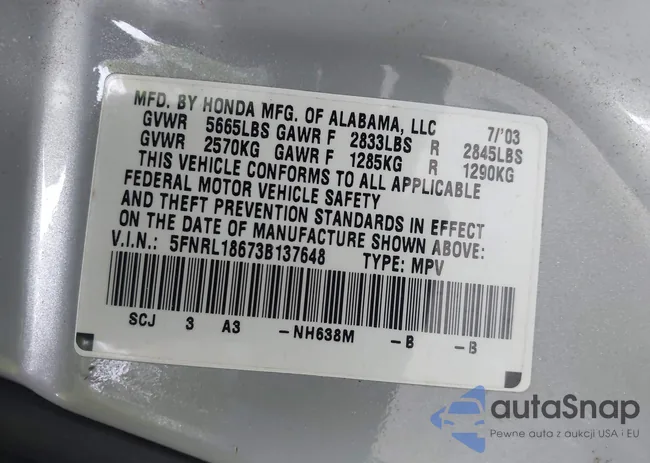 MFD. BY HONDA MFG. OF ALABAMA, LLC 7/'03
GVWR 5665LBS GAWR F 2833LBS R 2845LBS
GVWR 2570KG GAWR F 1285KG R 1290KG
THIS VEHICLE CONFORMS TO ALL APPLICABLE
FEDERAL MOTOR VEHICLE SAFETY
AND THEFT PREVENTION STANDARDS IN EFFECT
ON THE DATE OF MANUFACTURE SHOWN ABOVE:
V.I.N.: 5FNRL18673B137648 TYPE: MPV
SCJ 3 A3 -NH638M -B -B
autaSnap
Pewne auta z aukcji USA i EU